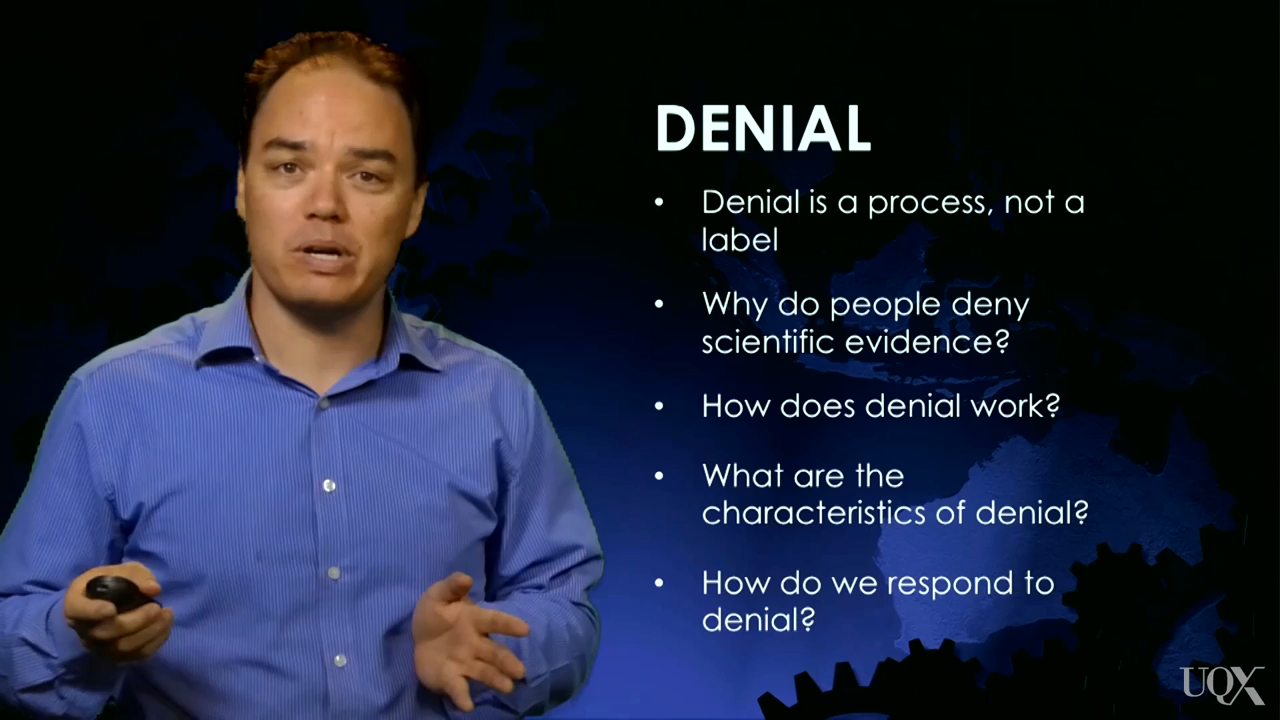 DENIAL
• Denial is a process, not a
label
• Why do people deny
scientific evidence?
• How does denial work?
• What are the
characteristics of denial?
• How do we respond to
denial?
UQX